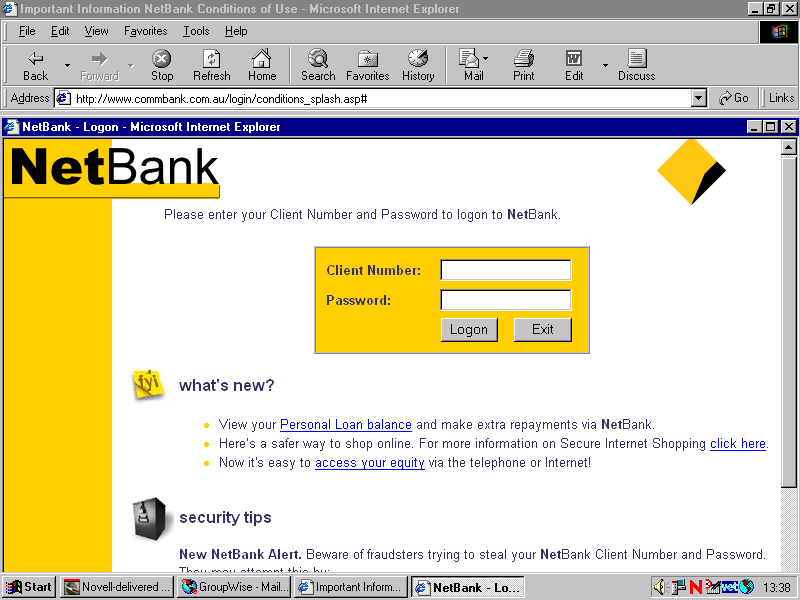 Important Information NetBank Conditions of Use - Microsoft Internet Explorer
File Edit View Favorites Tools Help
Back Forward Stop Refresh Home Search Favorites History Mail Print Edit Discuss
Address http://www.commbank.com.au/login/conditions_splash.asp# Go Links
NetBank - Logon - Microsoft Internet Explorer
NetBank
Please enter your Client Number and Password to logon to NetBank.
Client Number:
Password:
Logon Exit
fyi what's new?
View your Personal Loan balance and make extra repayments via NetBank.
Here's a safer way to shop online. For more information on Secure Internet Shopping click here.
Now it's easy to access your equity via the telephone or Internet!
security tips
New NetBank Alert. Beware of fraudsters trying to steal your NetBank Client Number and Password.
They may attempt this by:
Start Novell-delivered ... GroupWise - Mail... Important Inform... NetBank - Lo... N vet 13:38